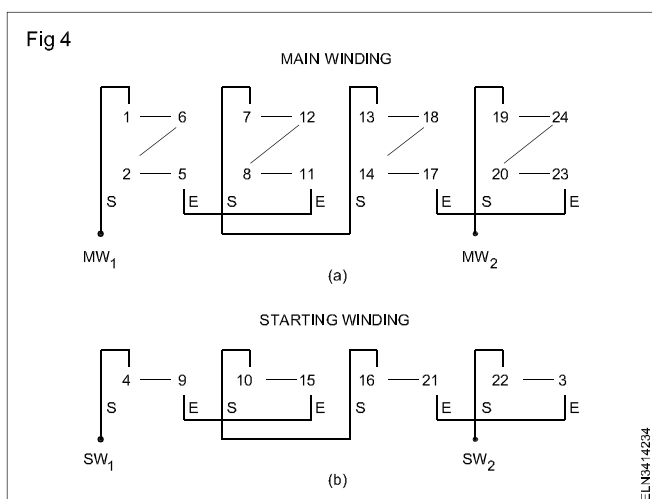 Fig 4
MAIN WINDING
1 6 7 12 13 18 19 24
2 5 8 11 14 17 20 23
S E S E S E S E
MW1 MW2
(a)
STARTING WINDING
4 9 10 15 16 21 22 3
S E S E S E S E
SW1 SW2
(b)
ELN3414234